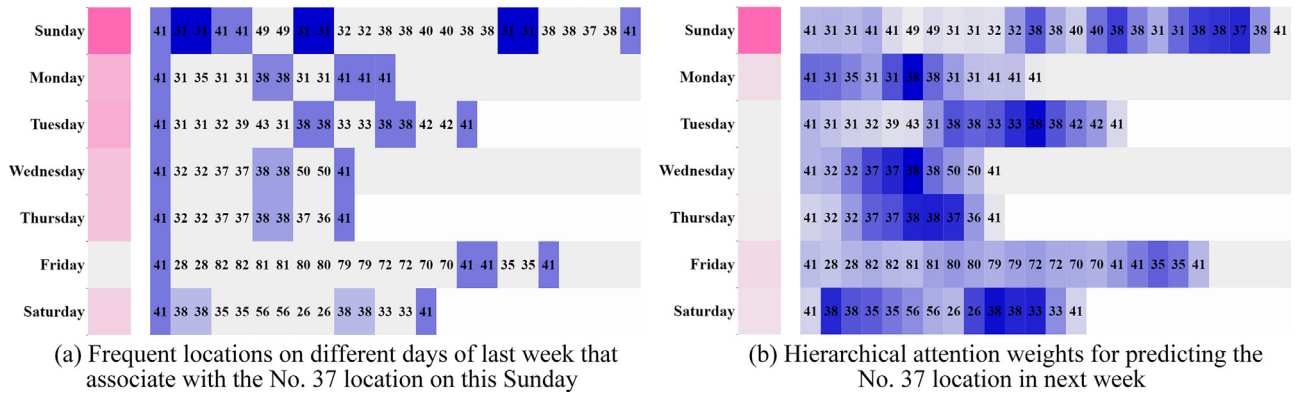 Sunday 41 31 31 41 41 49 49 31 31 32 32 38 38 40 40 38 38 31 31 38 38 37 38 41
Monday 41 31 35 31 31 38 38 31 31 41 41 41
Tuesday 41 31 31 32 39 43 31 38 38 33 33 38 38 42 42 41
Wednesday 41 32 32 37 37 38 38 50 50 41
Thursday 41 32 32 37 37 38 38 37 36 41
Friday 41 28 28 82 82 81 81 80 80 79 79 72 72 70 70 41 41 35 35 41
Saturday 41 38 38 35 35 56 56 26 26 38 38 33 33 41
(a) Frequent locations on different days of last week that
associate with the No. 37 location on this Sunday
Sunday 41 31 31 41 41 49 49 31 31 32 32 38 38 40 40 38 38 31 31 38 38 37 38 41
Monday 41 31 35 31 31 38 38 31 31 41 41 41
Tuesday 41 31 31 32 39 43 31 38 38 33 33 38 38 42 42 41
Wednesday 41 32 32 37 37 38 38 50 50 41
Thursday 41 32 32 37 37 38 38 37 36 41
Friday 41 28 28 82 82 81 81 80 80 79 79 72 72 70 70 41 41 35 35 41
Saturday 41 38 38 35 35 56 56 26 26 38 38 33 33 41
(b) Hierarchical attention weights for predicting the
No. 37 location in next week